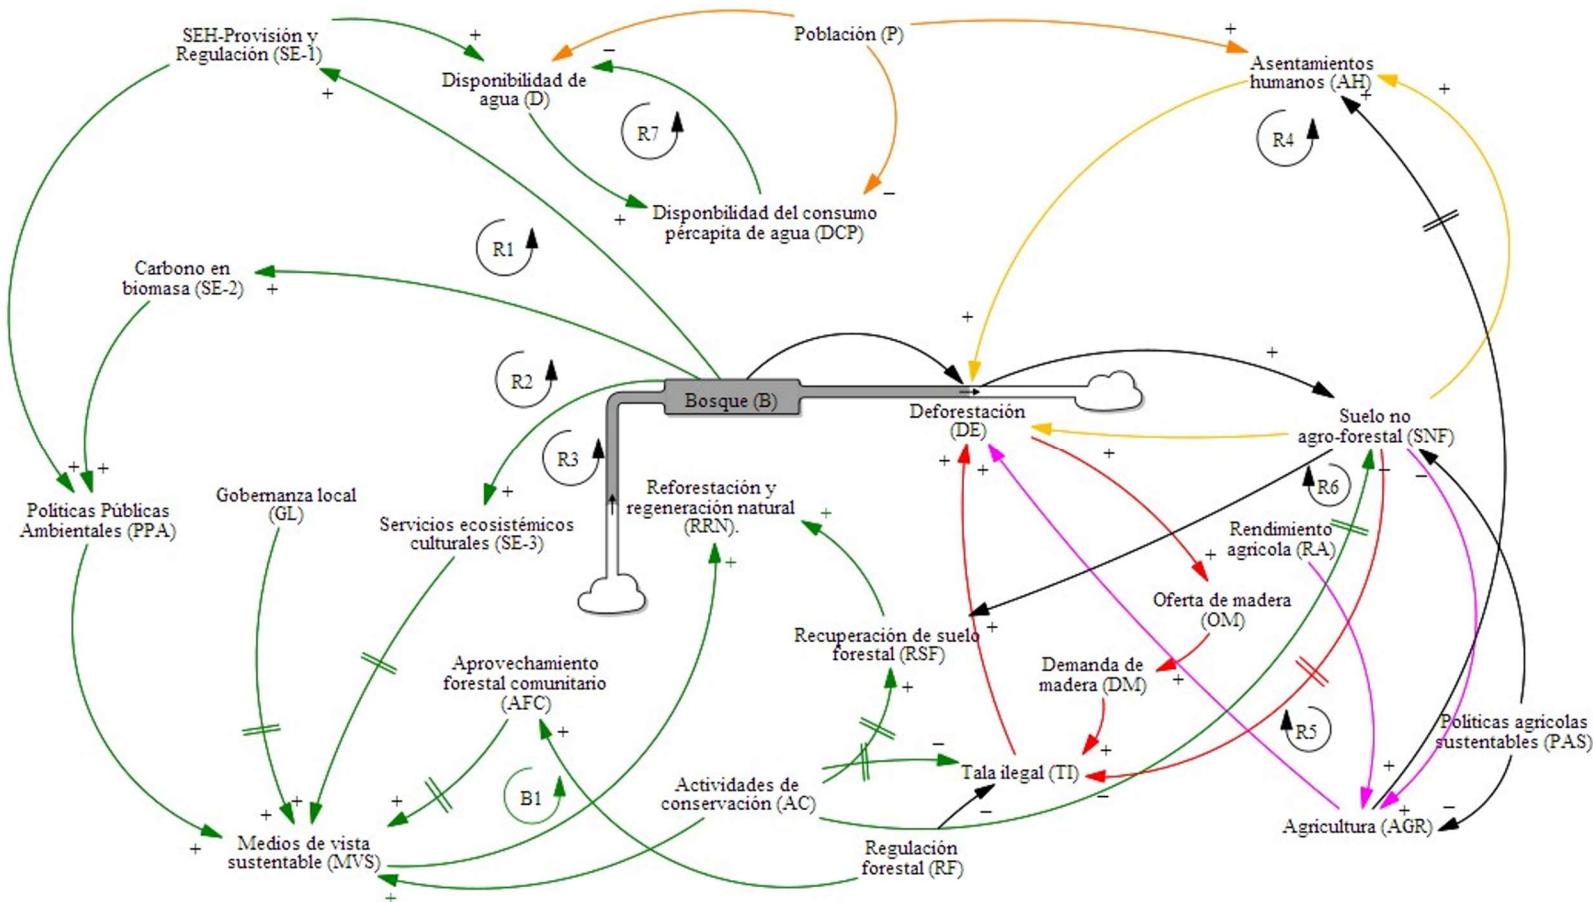 SEH-Provisión y
Regulación (SE-1)
+
+
Disponibilidad de
agua (D)
−
Población (P)
+
Asentamientos
humanos (AH)
+
+
R7
R4
+
Disponbilidad del consumo
pércapita de agua (DCP)
−
R1
Carbono en
biomasa (SE-2)
+
+
+
R2
Bosque (B)
Deforestación
(DE)
Suelo no
agro-forestal (SNF)
R3
+
+
+
+
+
+
−
−
R6
Políticas Públicas
Ambientales (PPA)
Gobernanza local
(GL)
Servicios ecosistémicos
culturales (SE-3)
Reforestación y
regeneración natural
(RRN).
+
+
Rendimiento
agricola (RA)
+
Oferta de madera
(OM)
Recuperación de suelo
forestal (RSF)
+
+
Aprovechamiento
forestal comunitario
(AFC)
+
Demanda de
madera (DM)
+
Políticas agricolas
sustentables (PAS)
R5
−
+
Tala ilegal (TI)
−
+
B1
Actividades de
conservación (AC)
−
+
+
+
+
−
Agricultura (AGR)
Medios de vista
sustentable (MVS)
+
+
Regulación
forestal (RF)